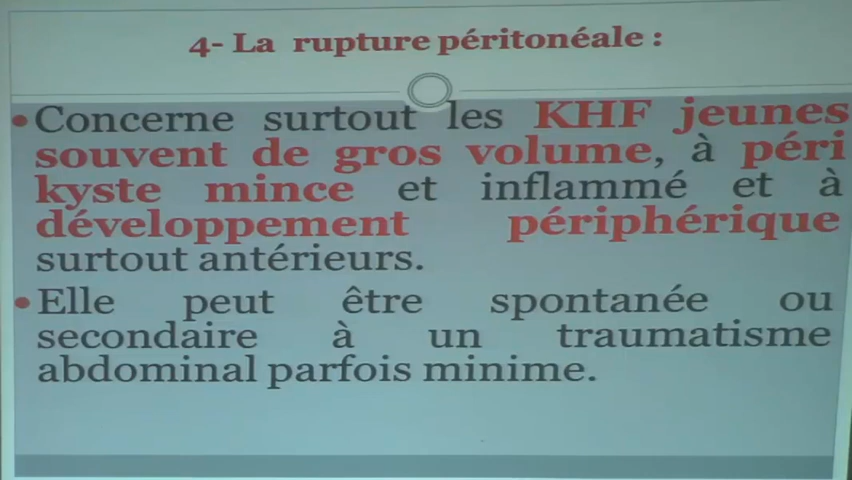 4- La rupture péritonéale :
•Concerne surtout les KHF jeunes
souvent de gros volume, à péri
kyste mince et inflammé et à
développement périphérique
surtout antérieurs.
•Elle peut être spontanée ou
secondaire à un traumatisme
abdominal parfois minime.